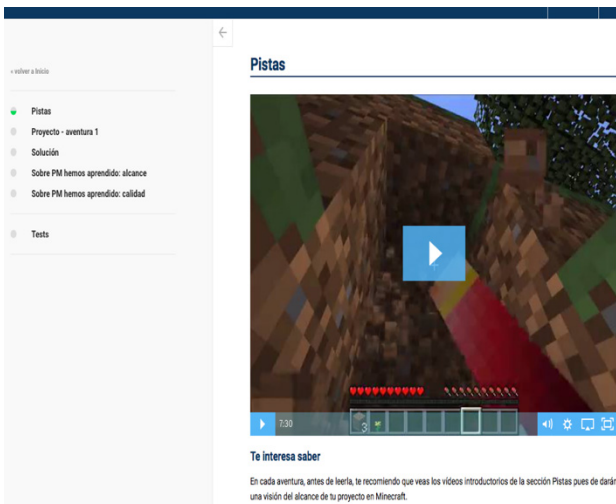 ‹ volver a Inicio
Pistas
Proyecto - aventura 1
Solución
Sobre PM hemos aprendido: alcance
Sobre PM hemos aprendido: calidad
Tests
Pistas
3
7:30
Te interesa saber
En cada aventura, antes de leerla, te recomiendo que veas los vídeos introductorios de la sección Pistas pues de
una visión del alcance de tu proyecto en Minecraft.